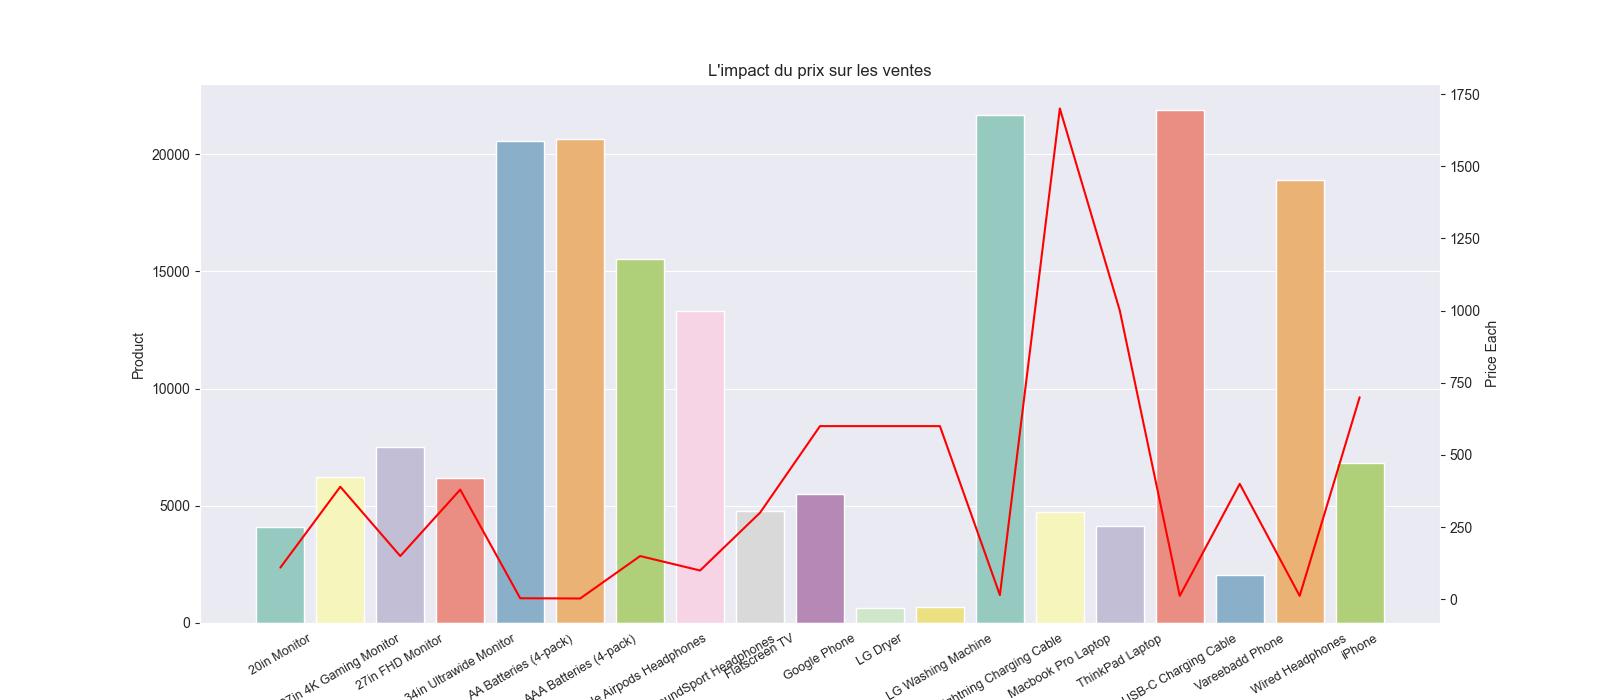 L'impact du prix sur les ventes
20000
15000
10000
5000
0
Product
1750
1500
1250
1000
750
500
250
0
Price Each
20in Monitor
4K Gaming Monitor
27in FHD Monitor
34in Ultrawide Monitor
AA Batteries (4-pack)
AAA Batteries (4-pack)
Airpods Headphones
Headphones
Flatscreen TV
Google Phone
LG Dryer
LG Washing Machine
Charging Cable
Macbook Pro Laptop
ThinkPad Laptop
USB-C Charging Cable
Vareebadd Phone
Wired Headphones
iPhone